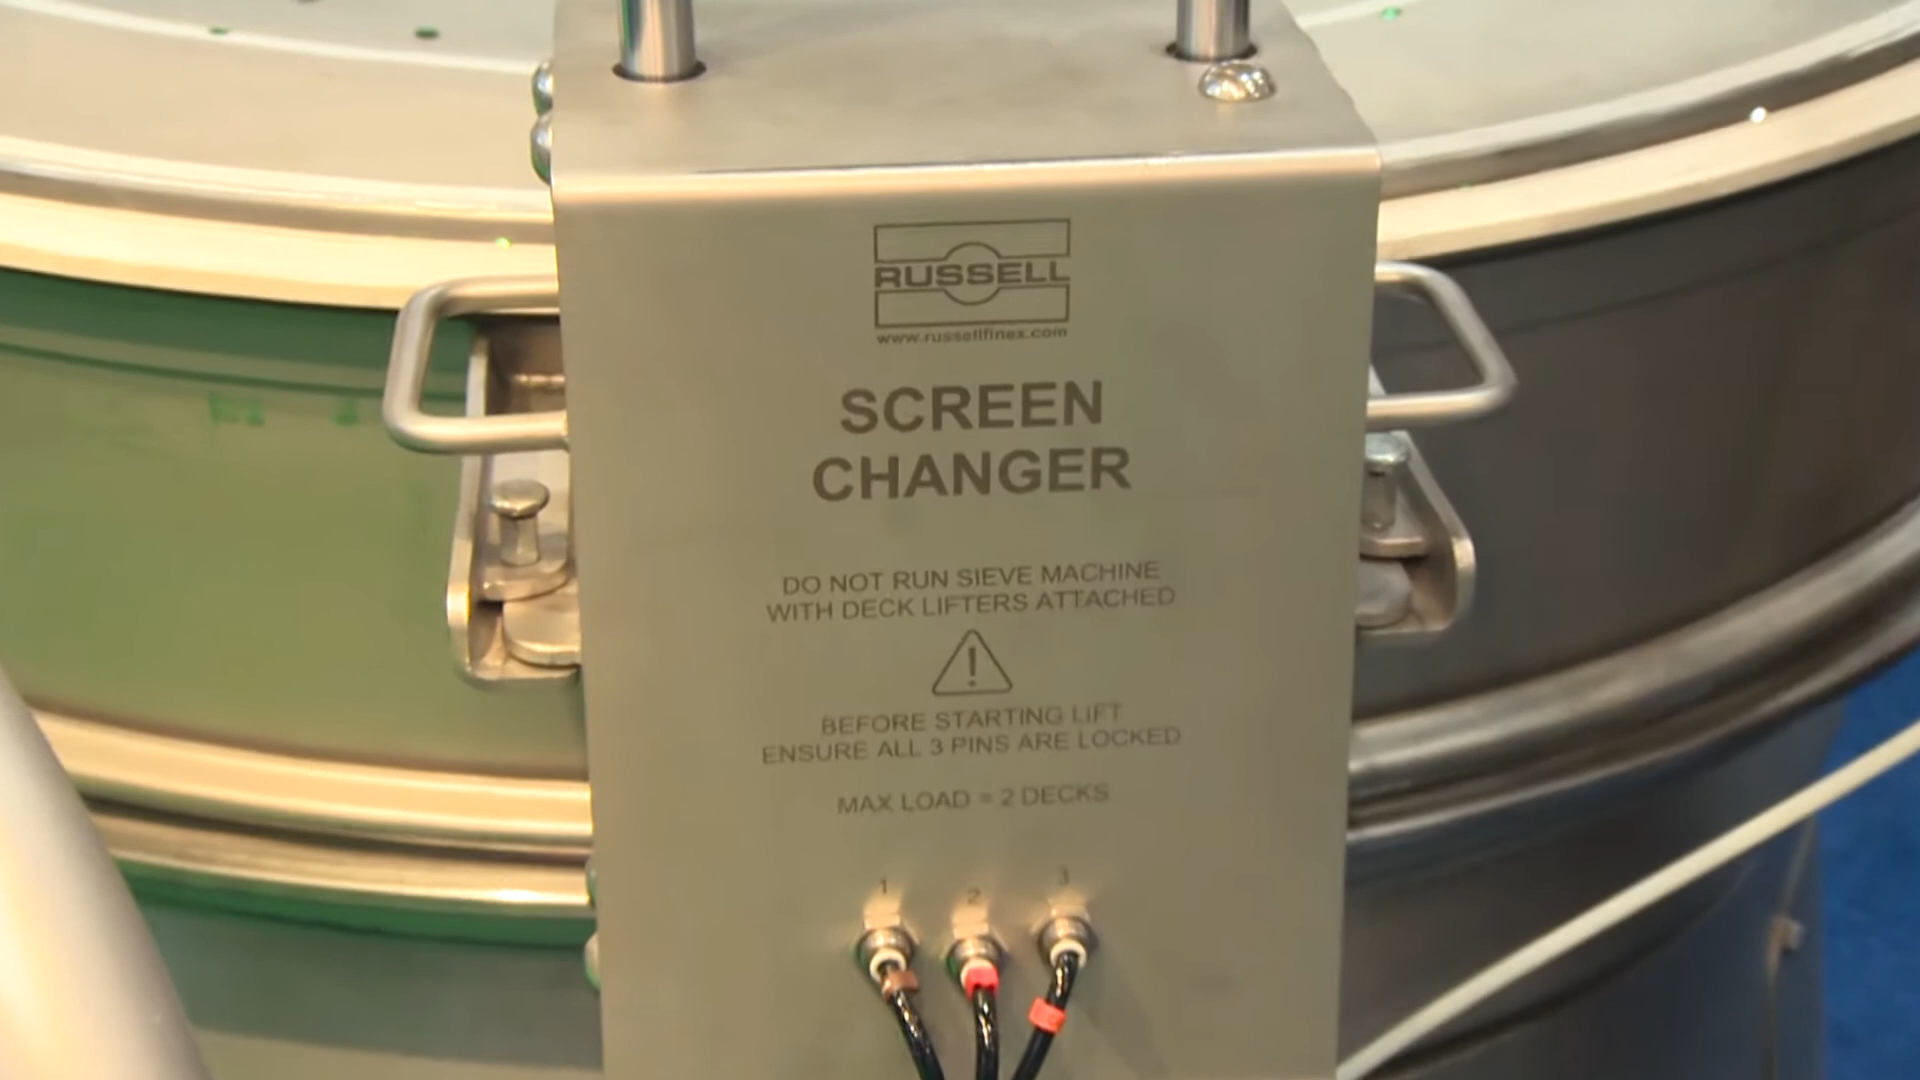 RUSSELL
www.russellfinex.com
SCREEN
CHANGER
DO NOT RUN SIEVE MACHINE
WITH DECK LIFTERS ATTACHED
!
BEFORE STARTING LIFT
ENSURE ALL 3 PINS ARE LOCKED
MAX LOAD = 2 DECKS
1 2 3